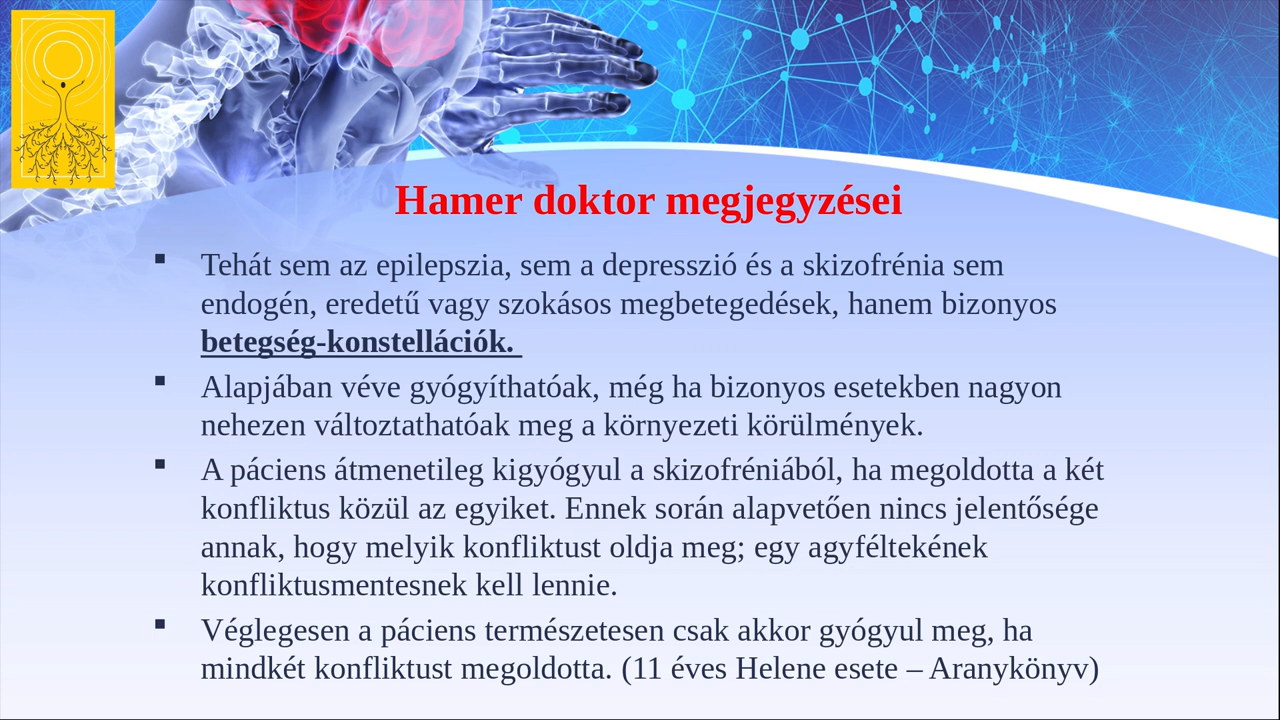 Hamer doktor megjegyzései
▪ Tehát sem az epilepszia, sem a depresszió és a skizofrénia sem
endogén, eredetű vagy szokásos megbetegedések, hanem bizonyos
betegség-konstellációk.
▪ Alapjában véve gyógyíthatóak, még ha bizonyos esetekben nagyon
nehezen változtathatóak meg a környezeti körülmények.
▪ A páciens átmenetileg kigyógyul a skizofréniából, ha megoldotta a két
konfliktus közül az egyiket. Ennek során alapvetően nincs jelentősége
annak, hogy melyik konfliktust oldja meg; egy agyféltekének
konfliktusmentesnek kell lennie.
▪ Véglegesen a páciens természetesen csak akkor gyógyul meg, ha
mindkét konfliktust megoldotta. (11 éves Helene esete – Aranykönyv)